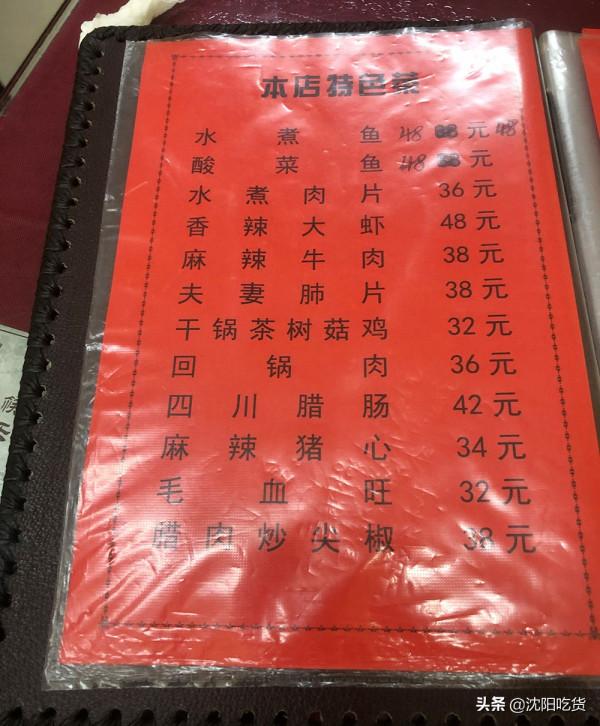 本店特色菜
水煮鱼 48 元 48
酸菜鱼 48 元
水煮肉片 36元
香辣大虾 48元
麻辣牛肉 38元
夫妻肺片 38元
干锅茶树菇鸡 32元
回锅肉 36元
四川腊肠 42元
麻辣猪心 34元
毛血旺 32元
腊肉炒尖椒 38元
候
头条 @沈阳吃货